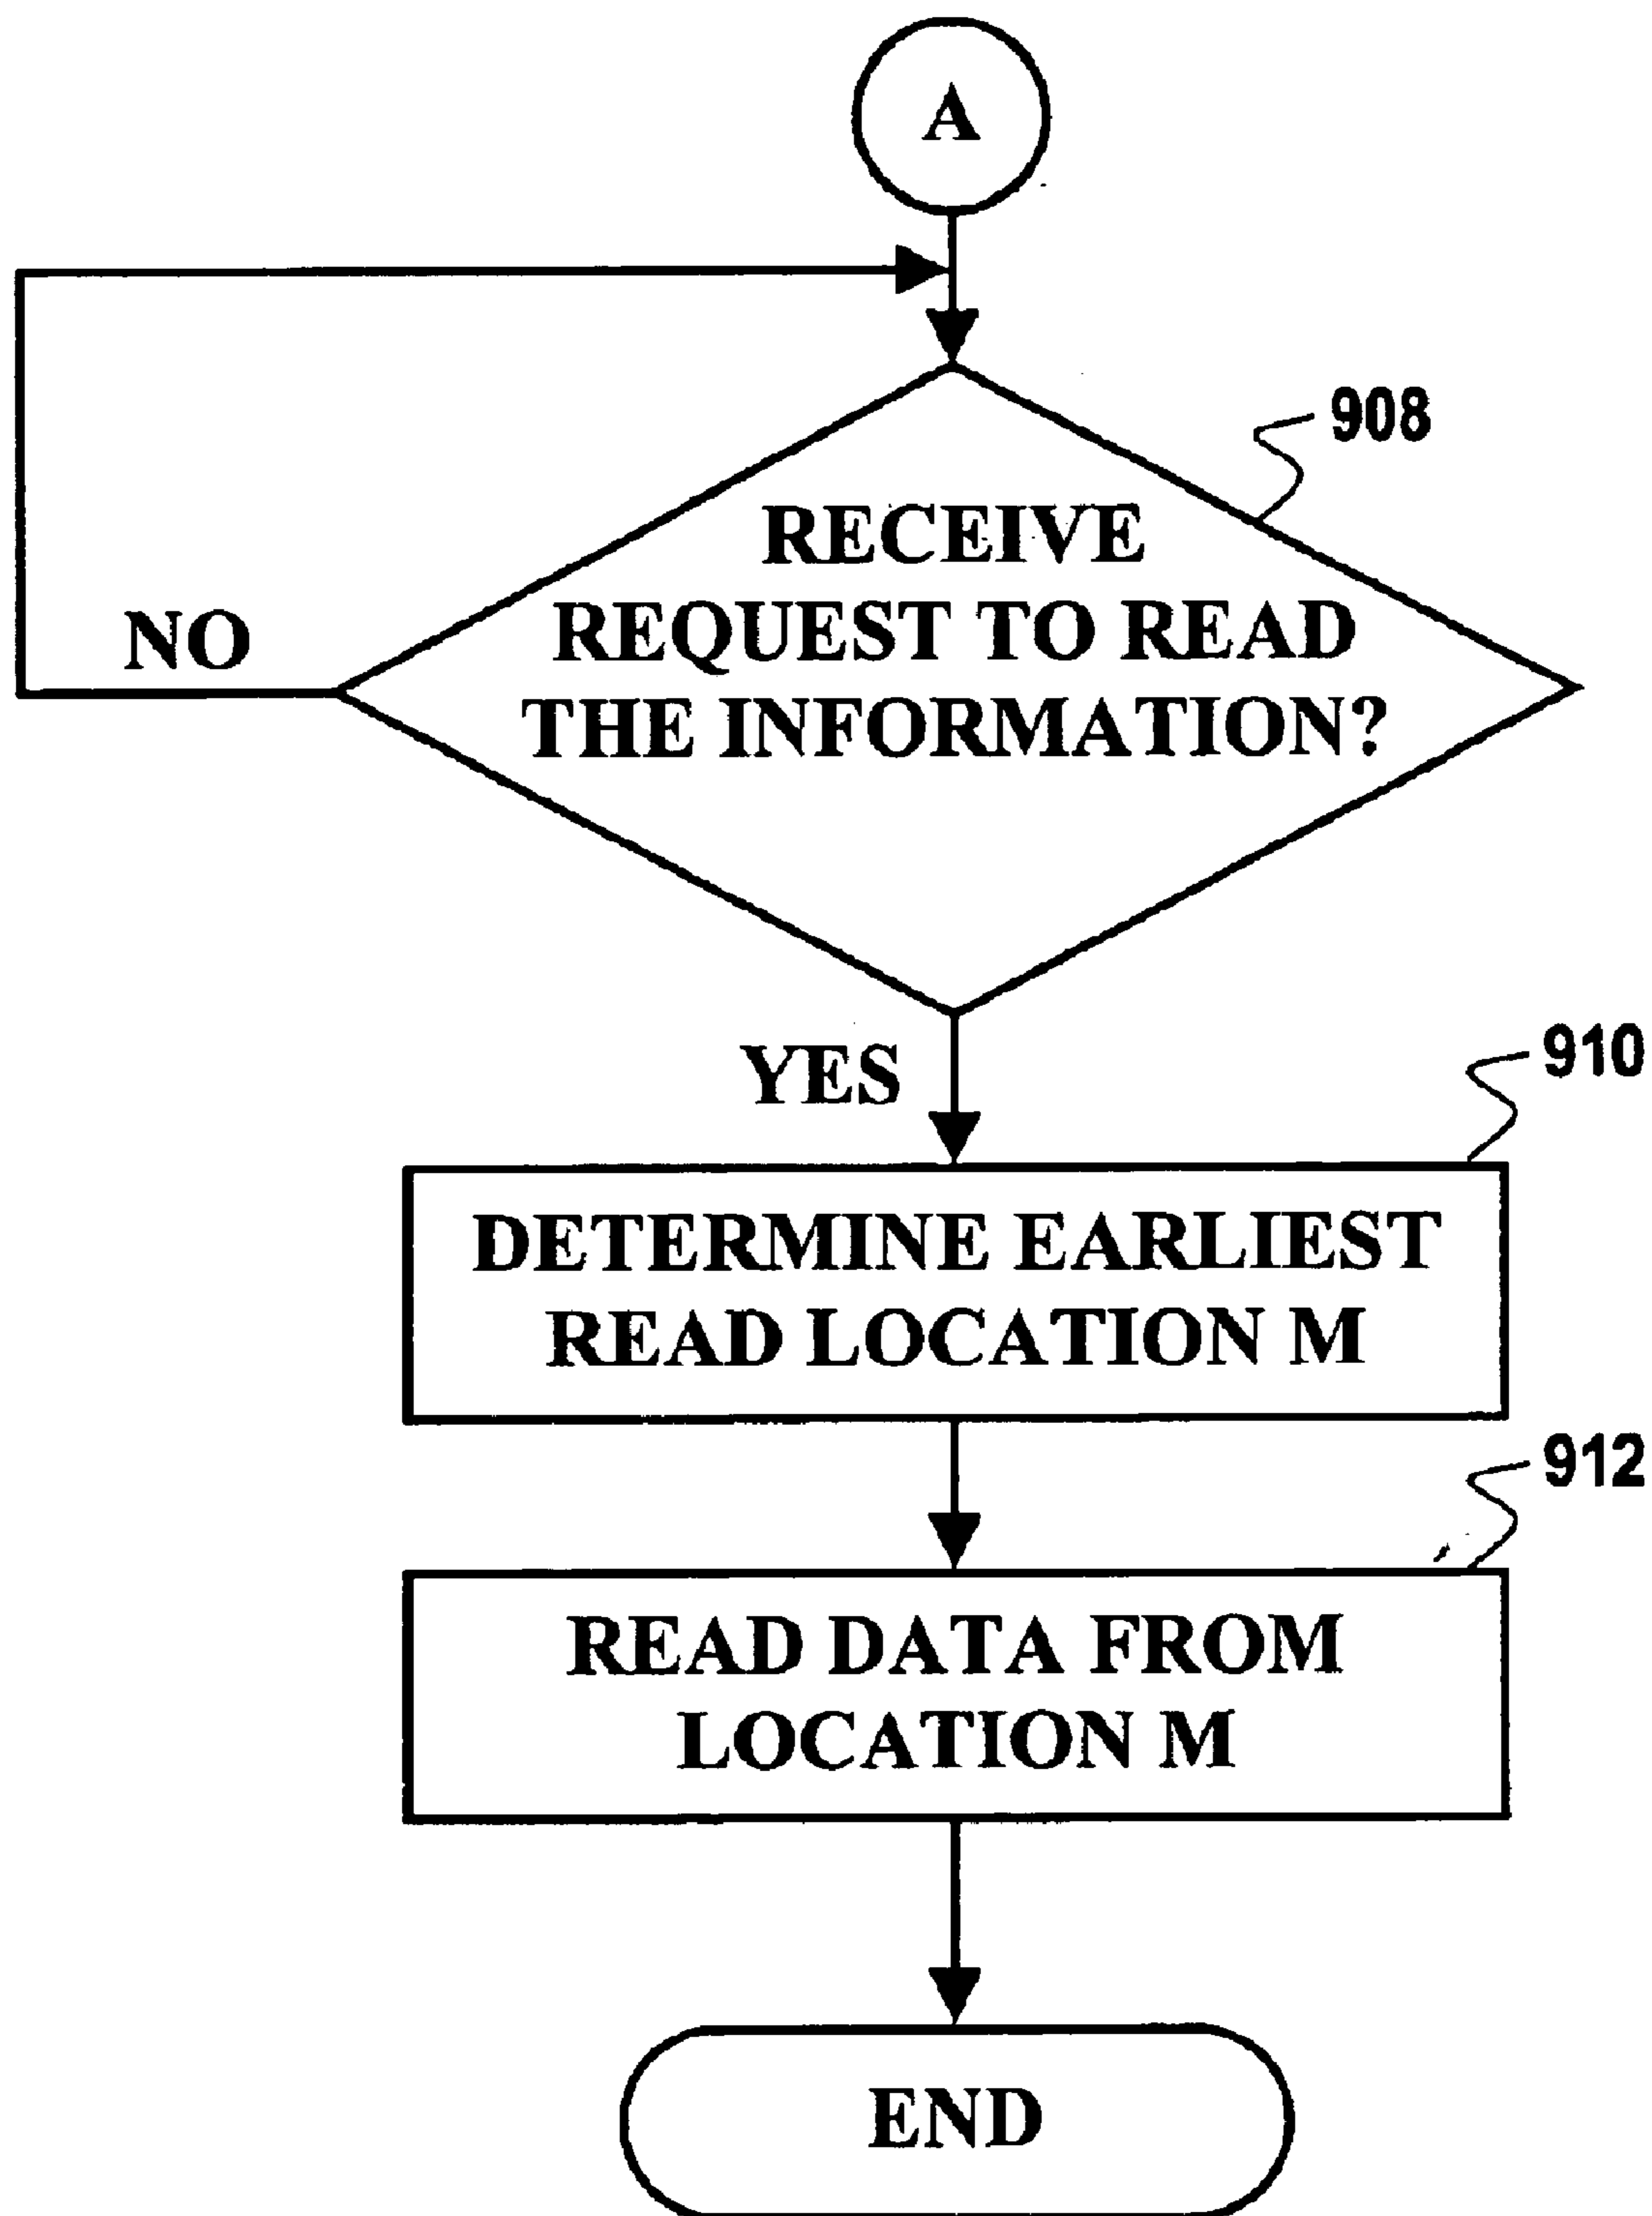 A
908
RECEIVE
REQUEST TO READ
THE INFORMATION?
NO
YES
910
DETERMINE EARLIEST
READ LOCATION M
912
READ DATA FROM
LOCATION M
END